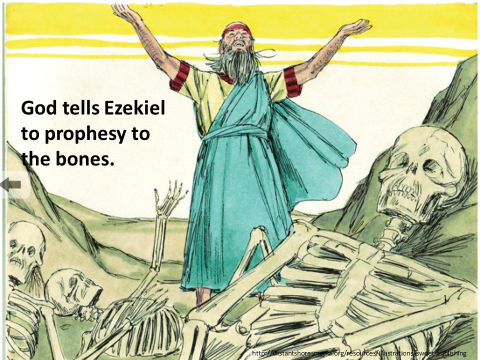 God tells Ezekiel
to prophesy to
the bones.